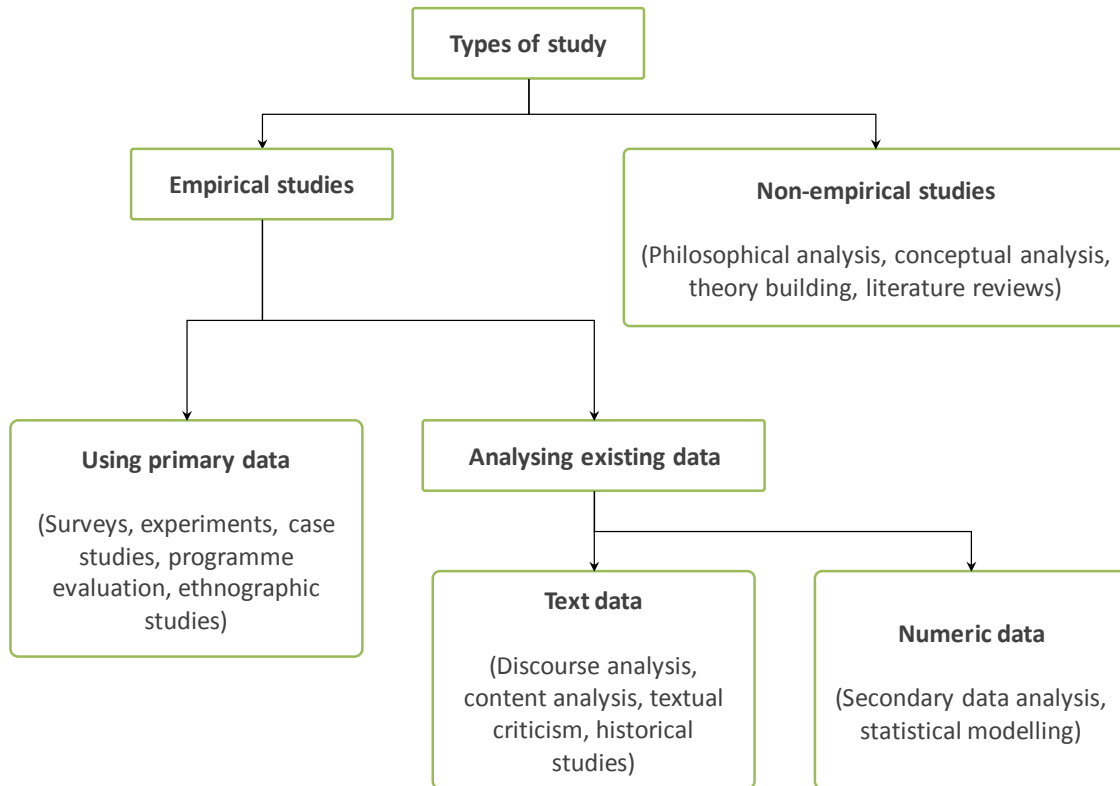 Types of study
Empirical studies
Non-empirical studies
(Philosophical analysis, conceptual analysis,
theory building, literature reviews)
Using primary data
(Surveys, experiments, case
studies, programme
evaluation, ethnographic
studies)
Analysing existing data
Text data
(Discourse analysis,
content analysis, textual
criticism, historical
studies)
Numeric data
(Secondary data analysis,
statistical modelling)